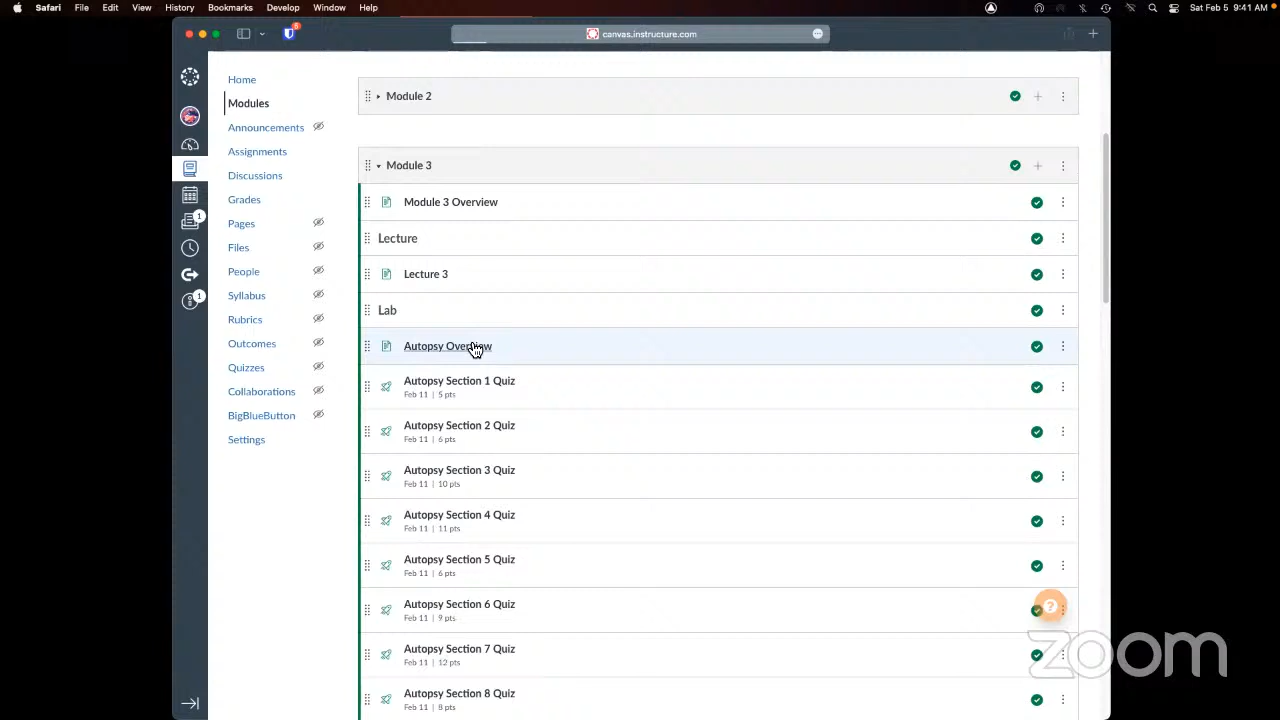 Safari File Edit View History Bookmarks Develop Window Help Sat Feb 5 9:41 AM
6
canvas.instructure.com
Home
Modules
Announcements
Assignments
Discussions
Grades
Pages
Files
People
Syllabus
Rubrics
Outcomes
Quizzes
Collaborations
BigBlueButton
Settings
1
1
Module 2
Module 3
Module 3 Overview
Lecture
Lecture 3
Lab
Autopsy Overview
Autopsy Section 1 Quiz
Feb 11 | 5 pts
Autopsy Section 2 Quiz
Feb 11 | 6 pts
Autopsy Section 3 Quiz
Feb 11 | 10 pts
Autopsy Section 4 Quiz
Feb 11 | 11 pts
Autopsy Section 5 Quiz
Feb 11 | 6 pts
Autopsy Section 6 Quiz
Feb 11 | 9 pts
Autopsy Section 7 Quiz
Feb 11 | 12 pts
Autopsy Section 8 Quiz
Feb 11 | 8 pts
?
zoom